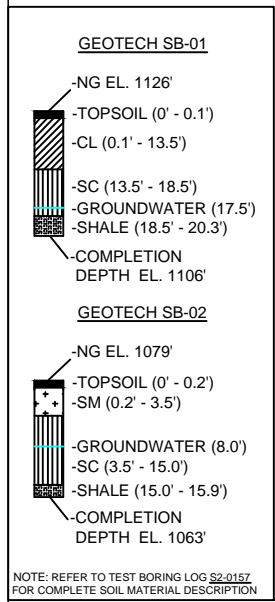 GEOTECH SB-01
-NG EL. 1126'
-TOPSOIL (0' - 0.1')
-CL (0.1' - 13.5')
-SC (13.5' - 18.5')
-GROUNDWATER (17.5')
-SHALE (18.5' - 20.3')
-COMPLETION
DEPTH EL. 1106'
GEOTECH SB-02
-NG EL. 1079'
-TOPSOIL (0' - 0.2')
-SM (0.2' - 3.5')
-GROUNDWATER (8.0')
-SC (3.5' - 15.0')
-SHALE (15.0' - 15.9')
-COMPLETION
DEPTH EL. 1063'
NOTE: REFER TO TEST BORING LOG S2-0157
FOR COMPLETE SOIL MATERIAL DESCRIPTION